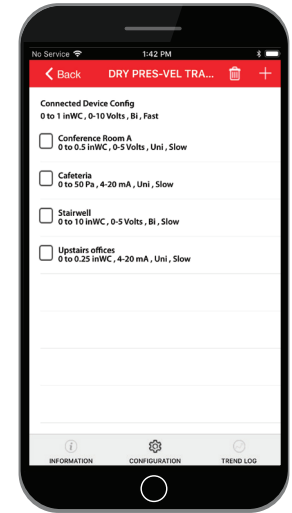 No Service 1:42 PM
Back DRY PRES-VEL TRA...
Connected Device Config
0 to 1 inWC , 0-10 Volts , Bi , Fast
Conference Room A
0 to 0.5 inWC , 0-5 Volts , Uni , Slow
Cafeteria
0 to 50 Pa , 4-20 mA , Uni , Slow
Stairwell
0 to 10 inWC , 0-5 Volts , Bi , Slow
Upstairs offices
0 to 0.25 inWC , 4-20 mA , Uni , Slow
INFORMATION CONFIGURATION TREND LOG